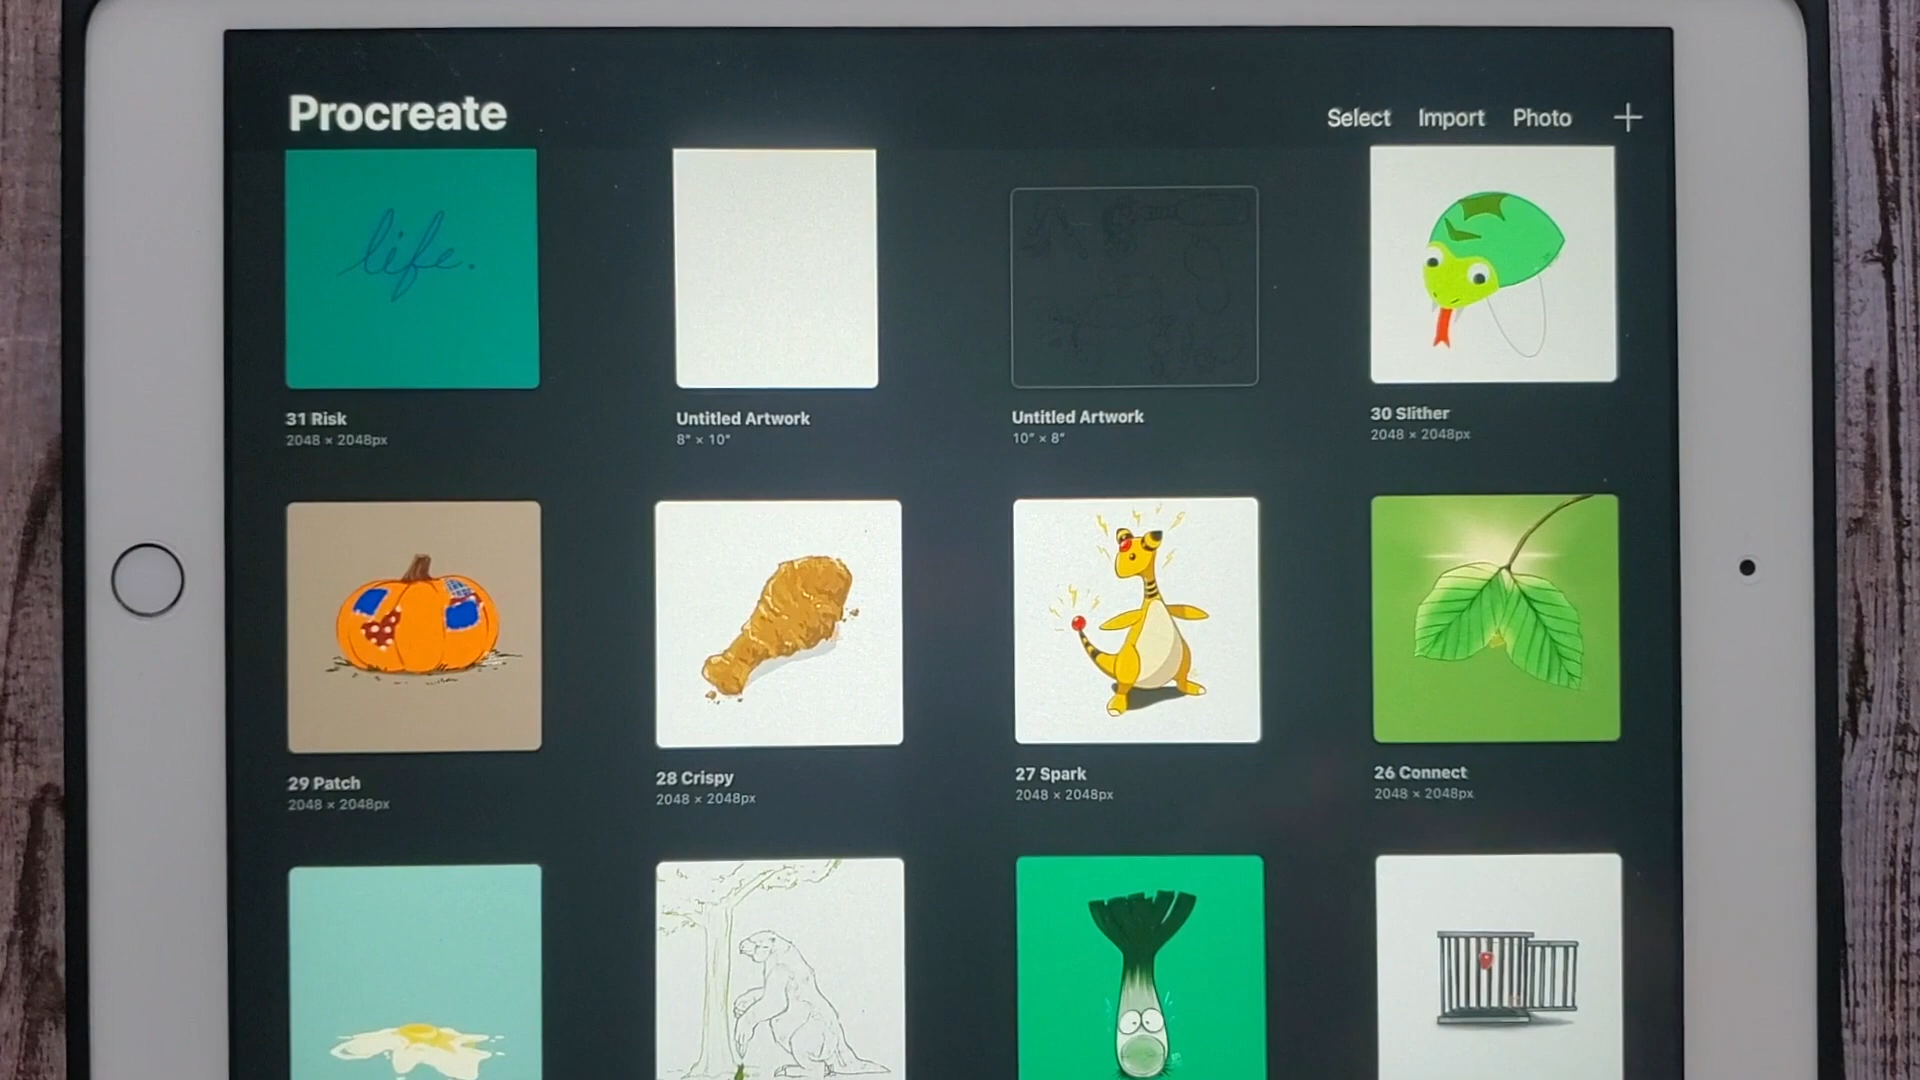 Procreate
Select Import Photo
life.
31 Risk
2048 × 2048px
Untitled Artwork
8" × 10"
Untitled Artwork
10" × 8"
30 Slither
2048 × 2048px
29 Patch
2048 × 2048px
28 Crispy
2048 × 2048px
27 Spark
2048 × 2048px
26 Connect
2048 × 2048px